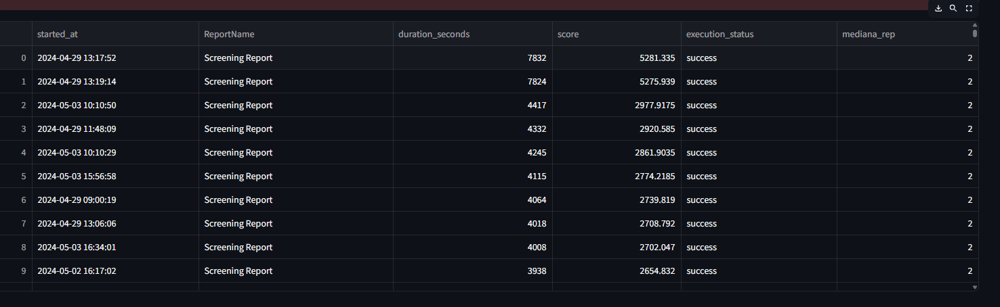 started_at ReportName duration_seconds score execution_status mediana_rep
0 2024-04-29 13:17:52 Screening Report 7832 5281.335 success 2
1 2024-04-29 13:19:14 Screening Report 7824 5275.939 success 2
2 2024-05-03 10:10:50 Screening Report 4417 2977.9175 success 2
3 2024-04-29 11:48:09 Screening Report 4332 2920.585 success 2
4 2024-05-03 10:10:29 Screening Report 4245 2861.9035 success 2
5 2024-05-03 15:56:58 Screening Report 4115 2774.2185 success 2
6 2024-04-29 09:00:19 Screening Report 4064 2739.819 success 2
7 2024-04-29 13:06:06 Screening Report 4018 2708.792 success 2
8 2024-05-03 16:34:01 Screening Report 4008 2702.047 success 2
9 2024-05-02 16:17:02 Screening Report 3938 2654.832 success 2